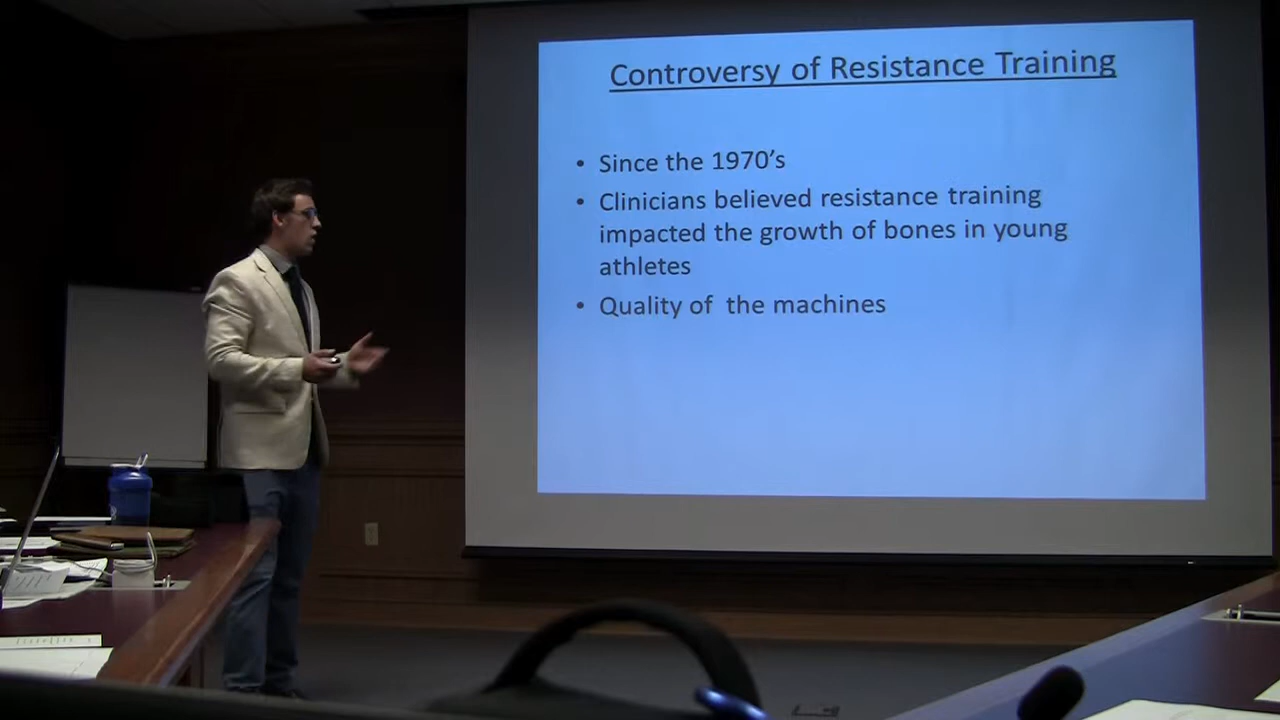 Controversy of Resistance Training
• Since the 1970's
• Clinicians believed resistance training
impacted the growth of bones in young
athletes
• Quality of  the machines